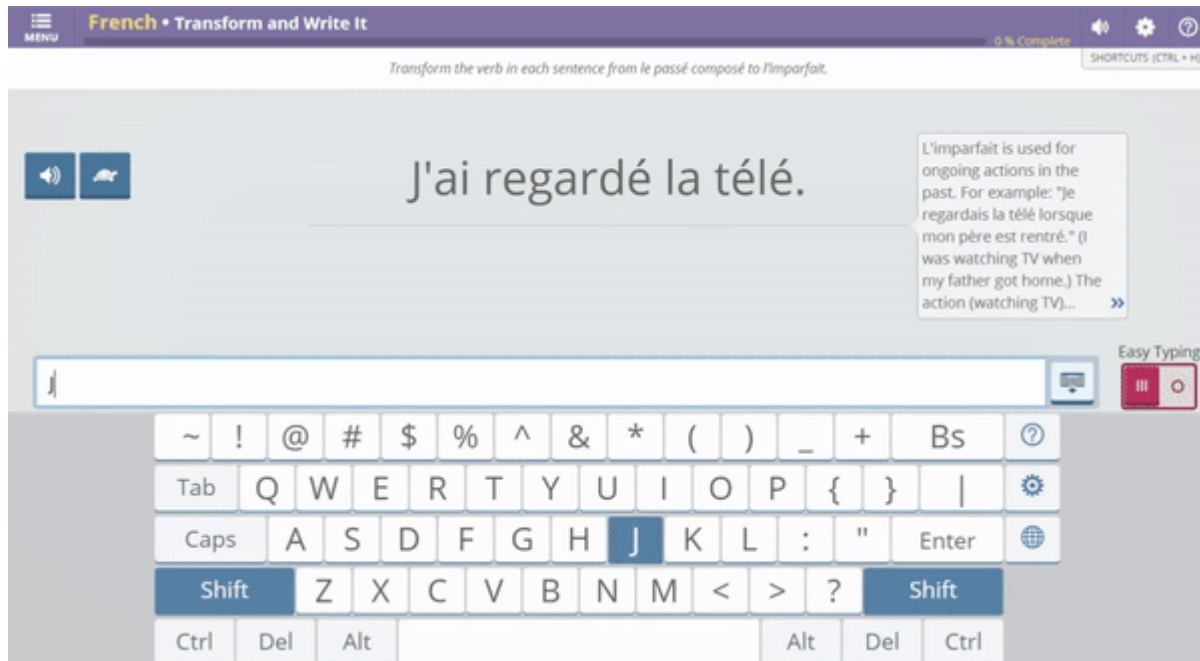 French • Transform and Write It
MENU
0 % Complete
SHORTCUTS (CTRL + H)
Transform the verb in each sentence from le passé composé to l'imparfait.
J'ai regardé la télé.
L'imparfait is used for
ongoing actions in the
past. For example: "Je
regardais la télé lorsque
mon père est rentré." (I
was watching TV when
my father got home.) The
action (watching TV)... »
Easy Typing
J
~ ! @ # $ % ^ & * ( ) _ + Bs ?
Tab Q W E R T Y U I O P { } |
Caps A S D F G H J K L : " Enter
Shift Z X C V B N M < > ? Shift
Ctrl Del Alt Alt Del Ctrl